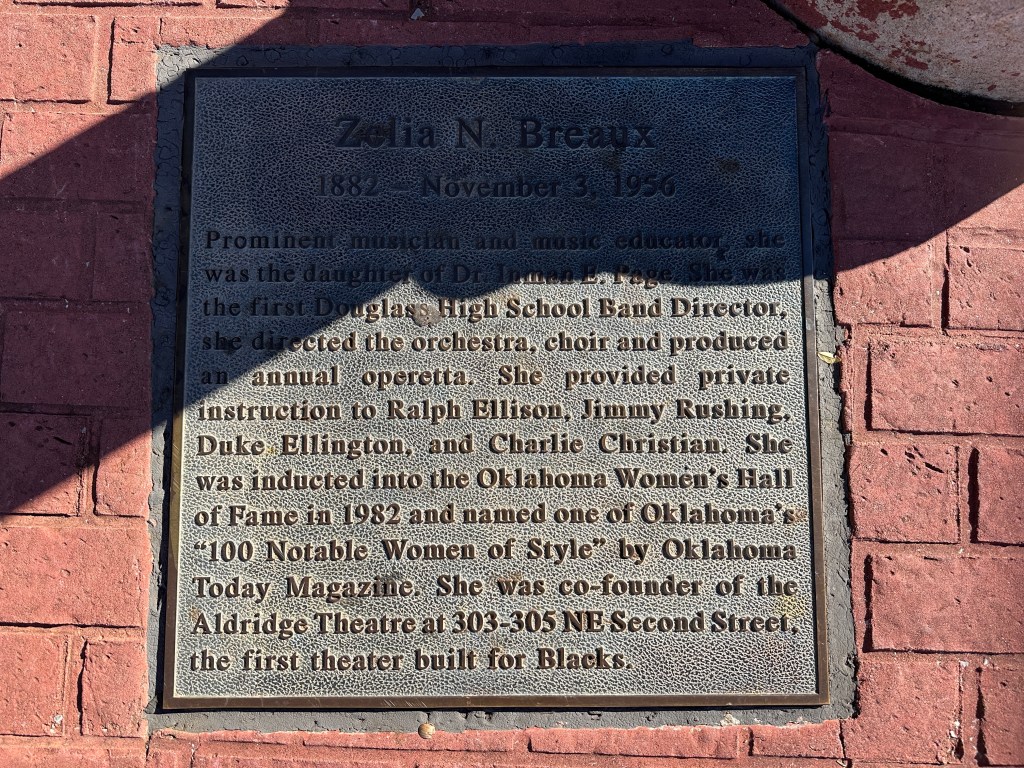 Zelia N. Breaux
1882 – November 3, 1956
Prominent musician and music educator, she
was the daughter of Dr. Inman E. Page. She was
the first Douglass High School Band Director,
she directed the orchestra, choir and produced
an annual operetta. She provided private
instruction to Ralph Ellison, Jimmy Rushing,
Duke Ellington, and Charlie Christian. She
was inducted into the Oklahoma Women's Hall
of Fame in 1982 and named one of Oklahoma's
“100 Notable Women of Style” by Oklahoma
Today Magazine. She was co-founder of the
Aldridge Theatre at 303-305 NE Second Street,
the first theater built for Blacks.